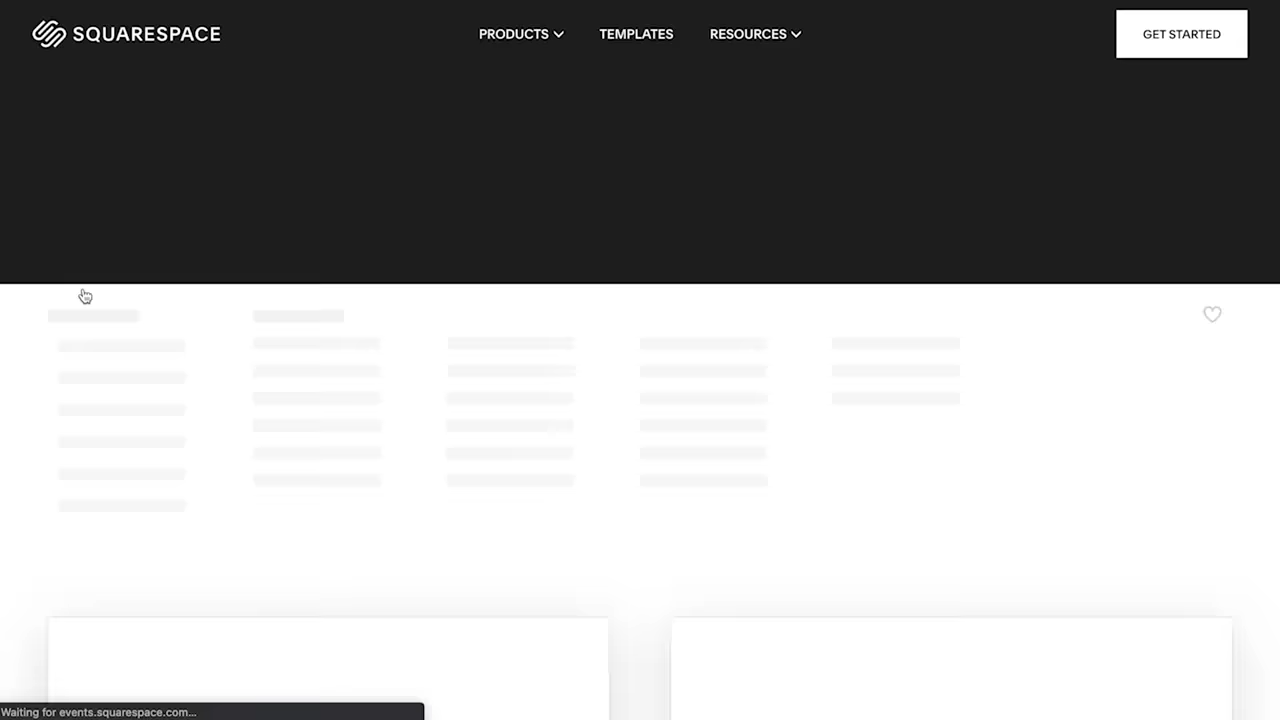 SQUARESPACE
PRODUCTS
TEMPLATES
RESOURCES
GET STARTED
Waiting for events.squarespace.com...